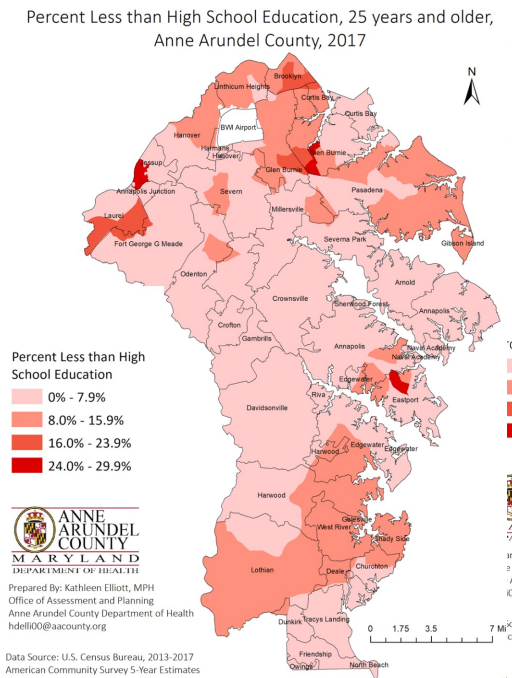 Percent Less than High School Education, 25 years and older,
Anne Arundel County, 2017
N
Brooklyn
Linthicum Heights
Curtis Bay
Curtis Bay
BWI Airport
Hanover
Harmans
Hanover
Glen Burnie
Jessup
Glen Burnie
Annapolis Junction
Severn
Pasadena
Laurel
Millersville
Fort George G Meade
Severna Park
Gibson Island
Odenton
Arnold
Crownsville
Sherwood Forest
Annapolis
Crofton
Gambrills
Annapolis
Naval Academy
Naval Academy
Edgewater
Riva
Eastport
Davidsonville
Edgewater
Harwood
Edgewater
Harwood
Galesville
West River
Shady Side
Lothian
Deale
Churchton
Dunkirk
Tracys Landing
Friendship
Owings
North Beach
Percent Less than High
School Education
0% - 7.9%
8.0% - 15.9%
16.0% - 23.9%
24.0% - 29.9%
ANNE
ARUNDEL
COUNTY
MARYLAND
DEPARTMENT OF HEALTH
Prepared By: Kathleen Elliott, MPH
Office of Assessment and Planning
Anne Arundel County Department of Health
hdelli00@aacounty.org
0 1.75 3.5 7 Mi
Data Source: U.S. Census Bureau, 2013-2017
American Community Survey 5-Year Estimates